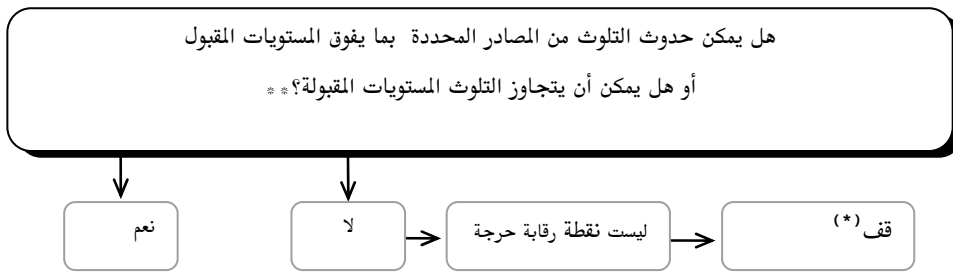 هل يمكن حدوث التلوث من المصادر المحددة بما يفوق المستويات المقبول
أو هل يمكن أن يتجاوز التلوث المستويات المقبولة؟**
نعم
لا
ليست نقطة رقابة حرجة
قف(*)